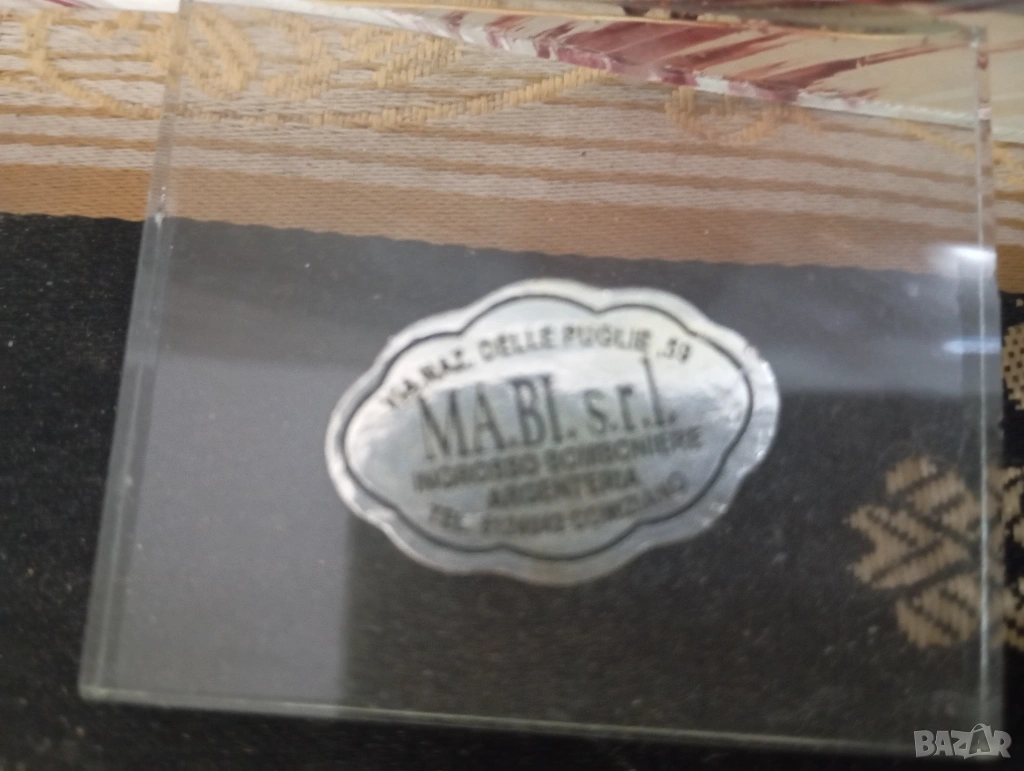 VIA NAZ. DELLE PUGLIE ,59
MA.BI. s.r.l.
INGROSSO BOMBONIERE
ARGENTERIA
TEL.
BAZAR